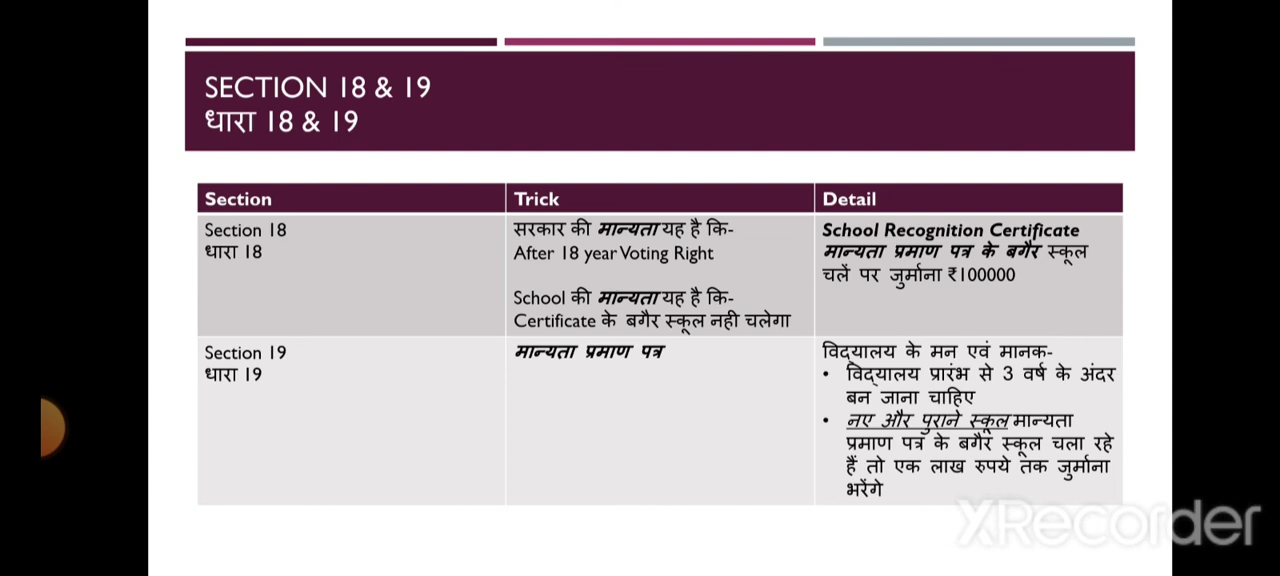 SECTION 18 & 19
धारा 18 & 19
Section
Trick
Detail
Section 18
धारा 18
सरकार की मान्यता यह है कि-
After 18 year Voting Right
School की मान्यता यह है कि-
Certificate के बगैर स्कूल नही चलेगा
School Recognition Certificate
मान्यता प्रमाण पत्र के बगैर स्कूल
चलें पर जुर्माना ₹100000
Section 19
धारा 19
मान्यता प्रमाण पत्र
विद्यालय के मन एवं मानक-
• विद्यालय प्रारंभ से 3 वर्ष के अंदर
बन जाना चाहिए
• नए और पुराने स्कूल मान्यता
प्रमाण पत्र के बगैर स्कूल चला रहे
हैं तो एक लाख रुपये तक जुर्माना
भरेंगे
XRecorder